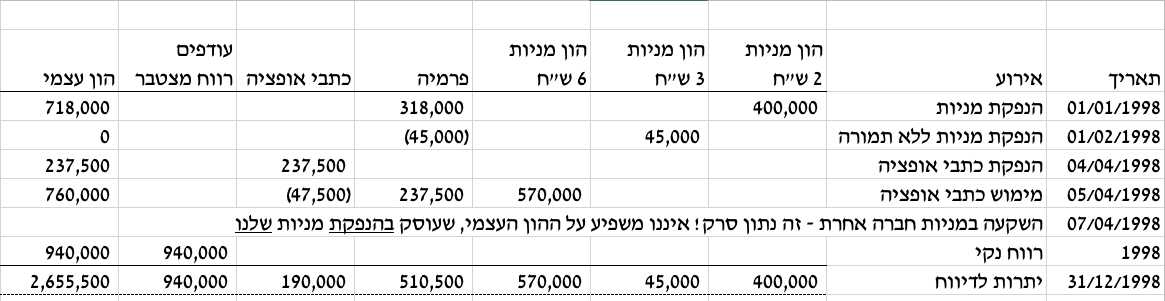 הון מניות הון מניות הון מניות עודפים
תאריך אירוע 2 ש״ח 3 ש״ח 6 ש״ח פרמיה כתבי אופציה רווח מצטבר הון עצמי
01/01/1998 הנפקת מניות 400,000 318,000 718,000
01/02/1998 הנפקת מניות ללא תמורה 45,000 (45,000) 0
04/04/1998 הנפקת כתבי אופציה 237,500 237,500
05/04/1998 מימוש כתבי אופציה 570,000 237,500 (47,500) 760,000
07/04/1998 השקעה במניות חברה אחרת - זה נתון סרק! איננו משפיע על ההון העצמי, שעוסק בהנפקת מניות שלנו
1998 רווח נקי 940,000 940,000
31/12/1998 יתרות לדיווח 400,000 45,000 570,000 510,500 190,000 940,000 2,655,500